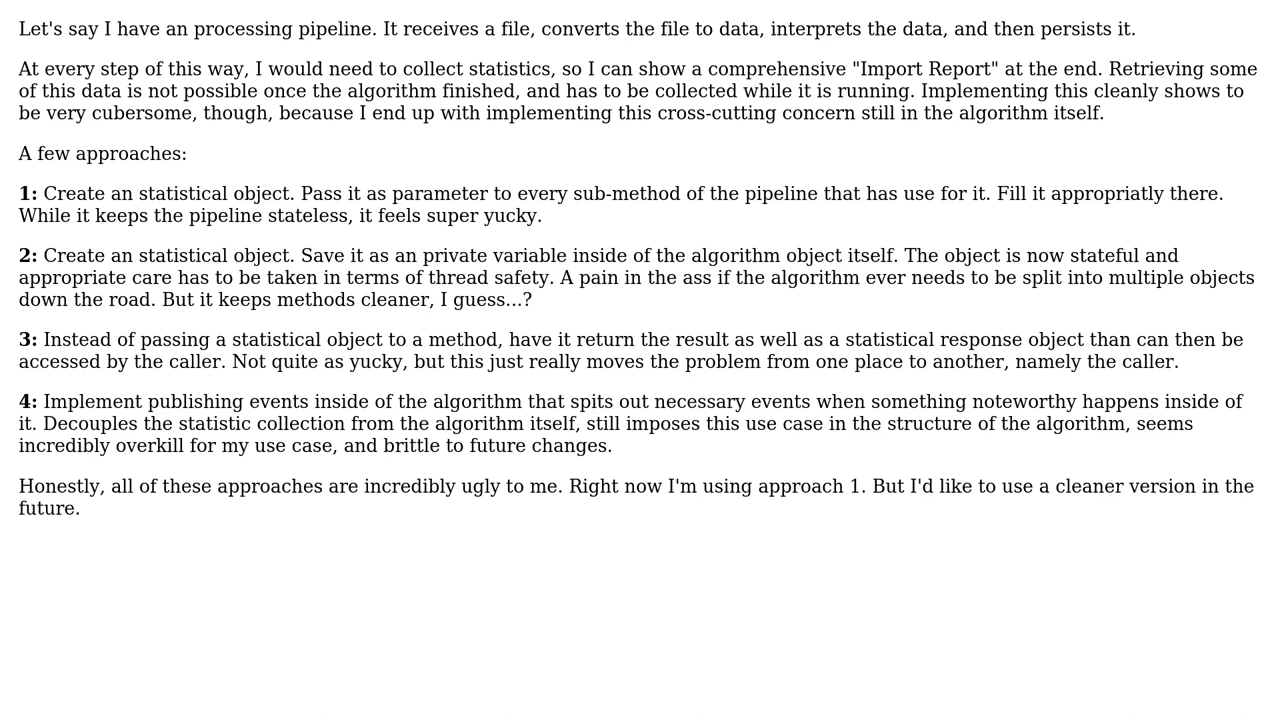 Let's say I have an processing pipeline. It receives a file, converts the file to data, interprets the data, and then persists it.
At every step of this way, I would need to collect statistics, so I can show a comprehensive "Import Report" at the end. Retrieving some
of this data is not possible once the algorithm finished, and has to be collected while it is running. Implementing this cleanly shows to
be very cubersome, though, because I end up with implementing this cross-cutting concern still in the algorithm itself.
A few approaches:
1: Create an statistical object. Pass it as parameter to every sub-method of the pipeline that has use for it. Fill it appropriatly there.
While it keeps the pipeline stateless, it feels super yucky.
2: Create an statistical object. Save it as an private variable inside of the algorithm object itself. The object is now stateful and
appropriate care has to be taken in terms of thread safety. A pain in the ass if the algorithm ever needs to be split into multiple objects
down the road. But it keeps methods cleaner, I guess...?
3: Instead of passing a statistical object to a method, have it return the result as well as a statistical response object than can then be
accessed by the caller. Not quite as yucky, but this just really moves the problem from one place to another, namely the caller.
4: Implement publishing events inside of the algorithm that spits out necessary events when something noteworthy happens inside of
it. Decouples the statistic collection from the algorithm itself, still imposes this use case in the structure of the algorithm, seems
incredibly overkill for my use case, and brittle to future changes.
Honestly, all of these approaches are incredibly ugly to me. Right now I'm using approach 1. But I'd like to use a cleaner version in the
future.